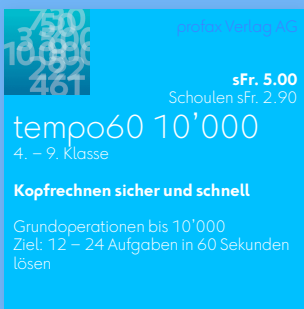 profax Verlag AG
sFr. 5.00
Schoulen sFr. 2.90
tempo60 10’000
4. – 9. Klasse
Kopfrechnen sicher und schnell
Grundoperationen bis 10’000
Ziel: 12 – 24 Aufgaben in 60 Sekunden
lösen